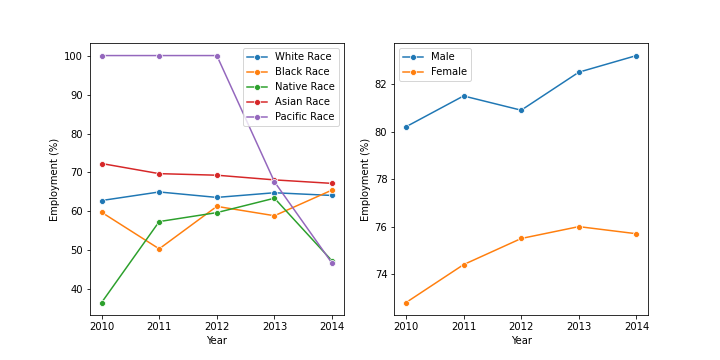 100
90
80
70
60
50
40
Employment (%)
2010 2011 2012 2013 2014
Year
White Race
Black Race
Native Race
Asian Race
Pacific Race
82
80
78
76
74
Employment (%)
2010 2011 2012 2013 2014
Year
Male
Female